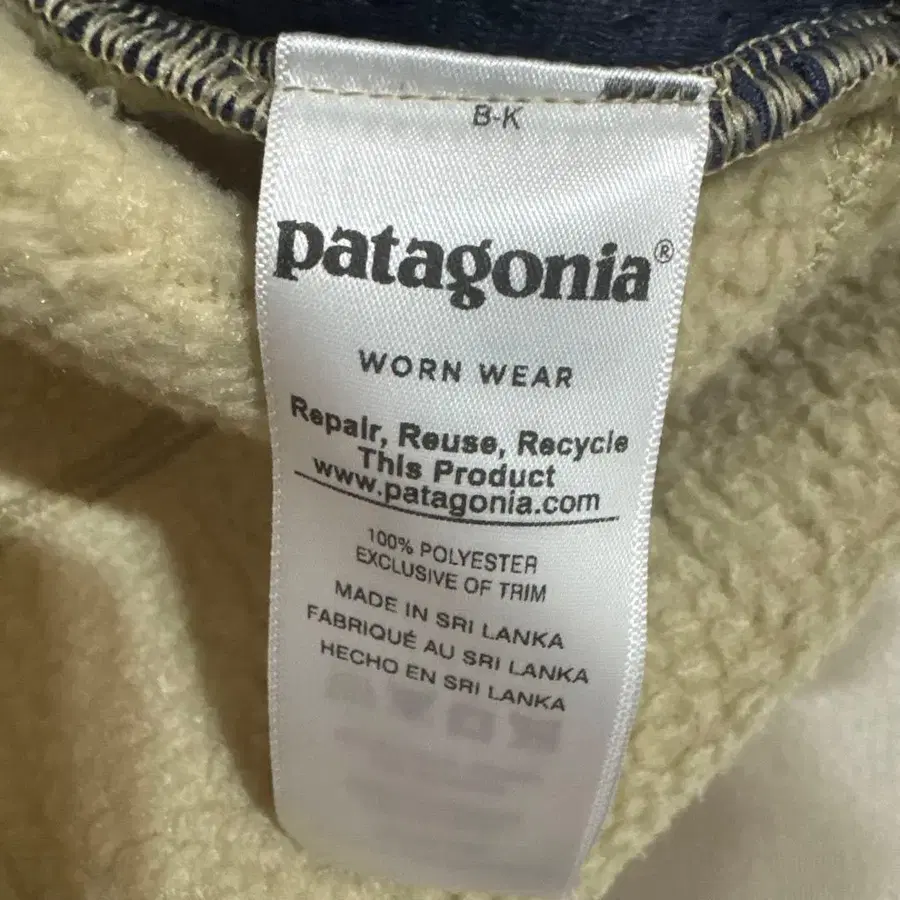 B-K
patagonia®
WORN WEAR
Repair, Reuse, Recycle
This Product
www.patagonia.com
100% POLYESTER
EXCLUSIVE OF TRIM
MADE IN SRI LANKA
FABRIQUÉ AU SRI LANKA
HECHO EN SRI LANKA